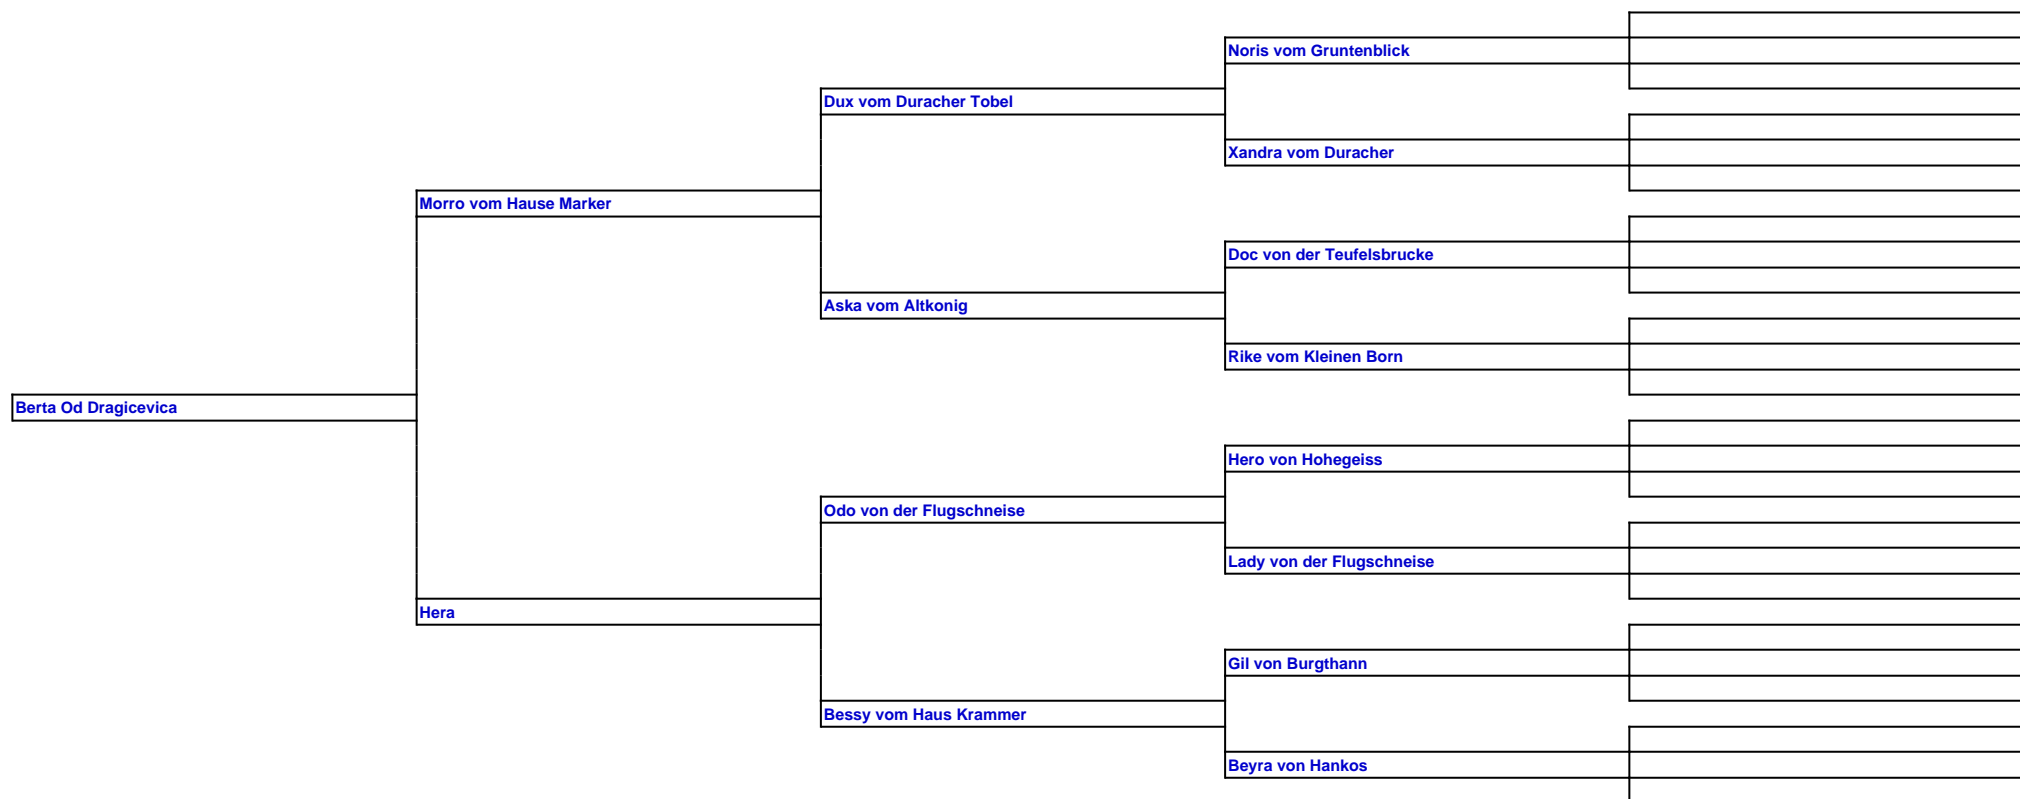 Noris vom Gruntenblick
Dux vom Duracher Tobel
Xandra vom Duracher
Morro vom Hause Marker
Doc von der Teufelsbrucke
Aska vom Altkonig
Rike vom Kleinen Born
Berta Od Dragicevica
Hero von Hohegeiss
Odo von der Flugschneise
Lady von der Flugschneise
Hera
Gil von Burgthann
Bessy vom Haus Krammer
Beyra von Hankos